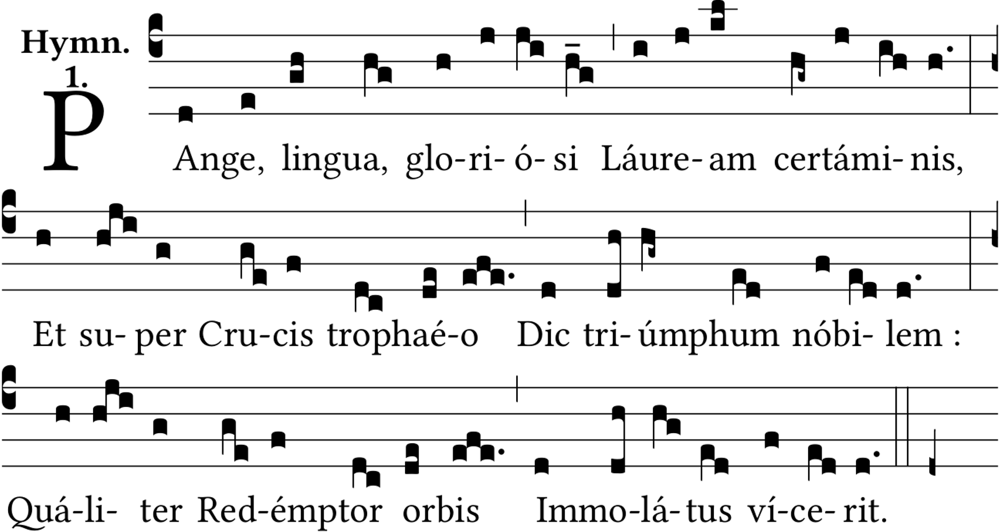 Hymn.
1.
PAnge, lingua, glo-ri- ó- si Láure- am certámi- nis,
Et su- per Cru-cis trophaé-o Dic tri- úmphum nóbi- lem :
Quá-li- ter Red-émptor orbis Immo-lá- tus ví-ce- rit.